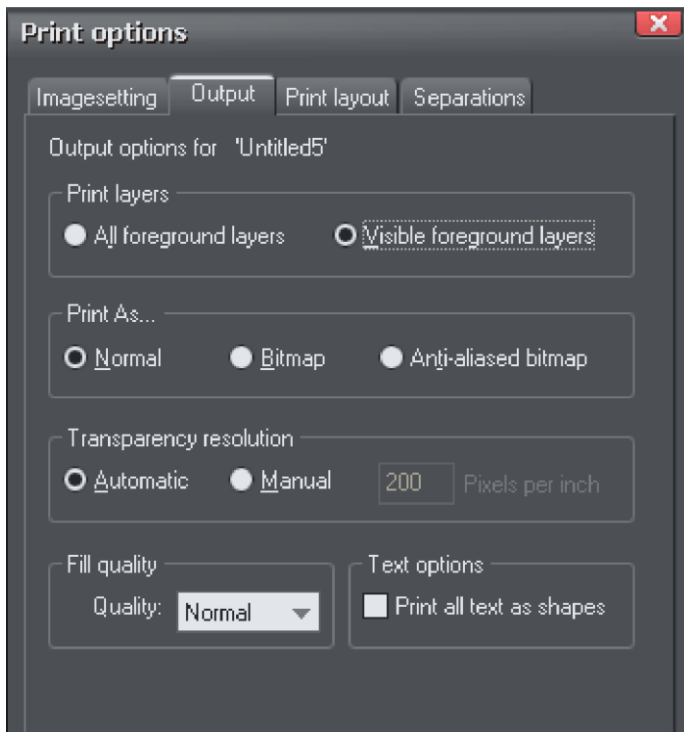 Print options
Imagesetting Output Print layout Separations
Output options for 'Untitled5'
Print layers
All foreground layers Visible foreground layers
Print As...
Normal Bitmap Anti-aliased bitmap
Transparency resolution
Automatic Manual 200 Pixels per inch
Fill quality Text options
Quality: Normal Print all text as shapes